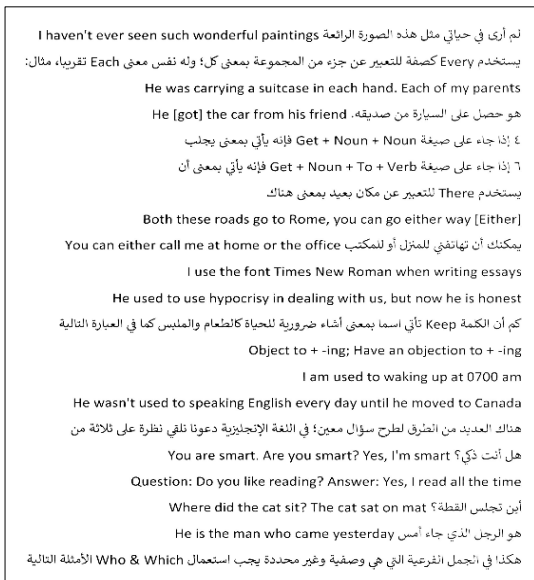 لم أرى في حياتي مثل هذه الصورة الرائعة I haven't ever seen such wonderful paintings
يستخدم Every كصفة للتعبير عن جزء من المجموعة بمعنى كل؛ وله نفس معنى Each تقريبا، مثال:
He was carrying a suitcase in each hand. Each of my parents
هو حصل على السيارة من صديقه. He [got] the car from his friend
٤ إذا جاء على صيغة Get + Noun + Noun فإنه يأتي بمعنى يجلب
٦ إذا جاء على صيغة Get + Noun + To + Verb فإنه يأتي بمعنى أن
يستخدم There للتعبير عن مكان بعيد بمعنى هناك
Both these roads go to Rome, you can go either way [Either]
يمكنك أن تهاتفني للمنزل أو للمكتب You can either call me at home or the office
I use the font Times New Roman when writing essays
He used to use hypocrisy in dealing with us, but now he is honest
كم أن الكلمة Keep تأتي اسما بمعنى أشاء ضرورية للحياة كالطعام والملبس كما في العبارة التالية
Object to + -ing; Have an objection to + -ing
I am used to waking up at 0700 am
He wasn't used to speaking English every day until he moved to Canada
هناك العديد من الطرق لطرح سؤال معين؛ في اللغة الإنجليزية دعونا نلقي نظرة على ثلاثة من
هل أنت ذكي؟ You are smart. Are you smart? Yes, I'm smart
Question: Do you like reading? Answer: Yes, I read all the time
أين تجلس القطة؟ Where did the cat sit? The cat sat on mat
هو الرجل الذي جاء أمس He is the man who came yesterday
هكذا في الجمل الفرعية التي هي وصفية وغير محددة يجب استعمال Who & Which الأمثلة التالية